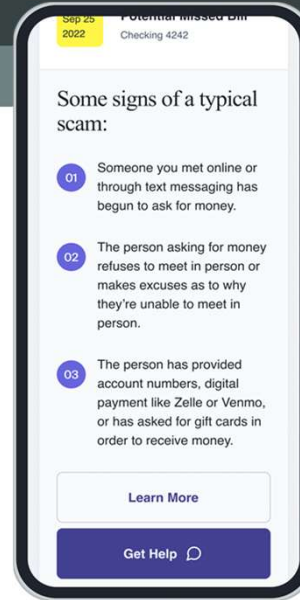 Sep 25
Potential Missed Bill
2022
Checking 4242
Some signs of a typical
scam:
01
Someone you met online or
through text messaging has
begun to ask for money.
02
The person asking for money
refuses to meet in person or
makes excuses as to why
they're unable to meet in
person.
03
The person has provided
account numbers, digital
payment like Zelle or Venmo,
or has asked for gift cards in
order to receive money.
Learn More
Get Help